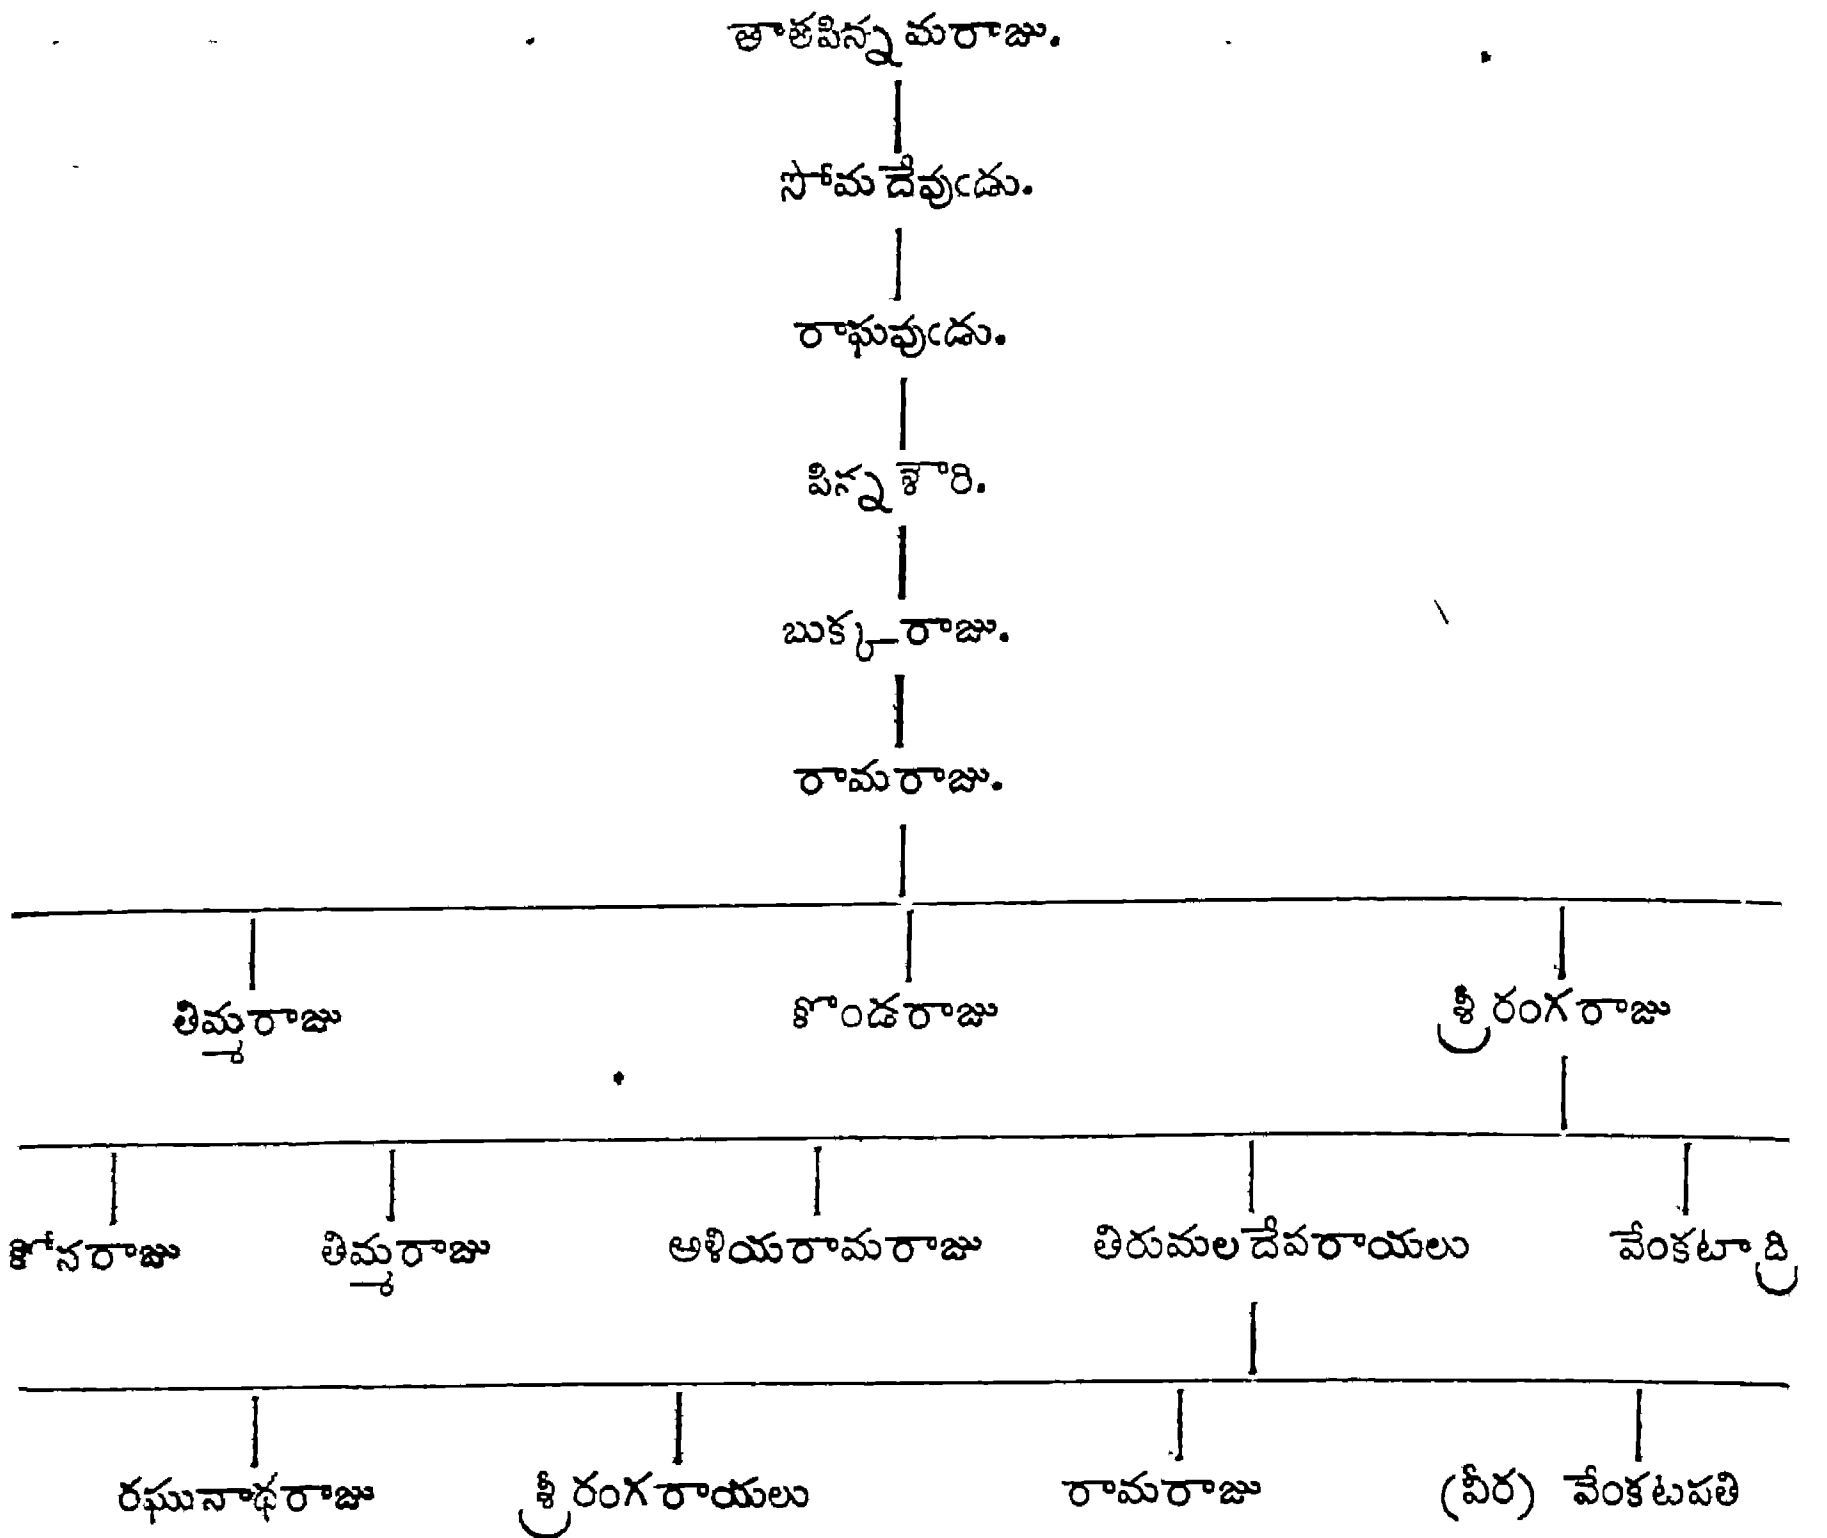 తాతపిన్నమరాజు.
సోమదేవుఁడు.
రాఘవుఁడు.
పిన్నశౌరి.
బుక్కరాజు.
రామరాజు.
తిమ్మరాజు కొండరాజు శ్రీరంగరాజు
కోనరాజు తిమ్మరాజు అళియరామరాజు తిరుమలదేవరాయలు వేంకటాద్రి
రఘునాథరాజు శ్రీరంగరాయలు రామరాజు (వీర) వేంకటపతి